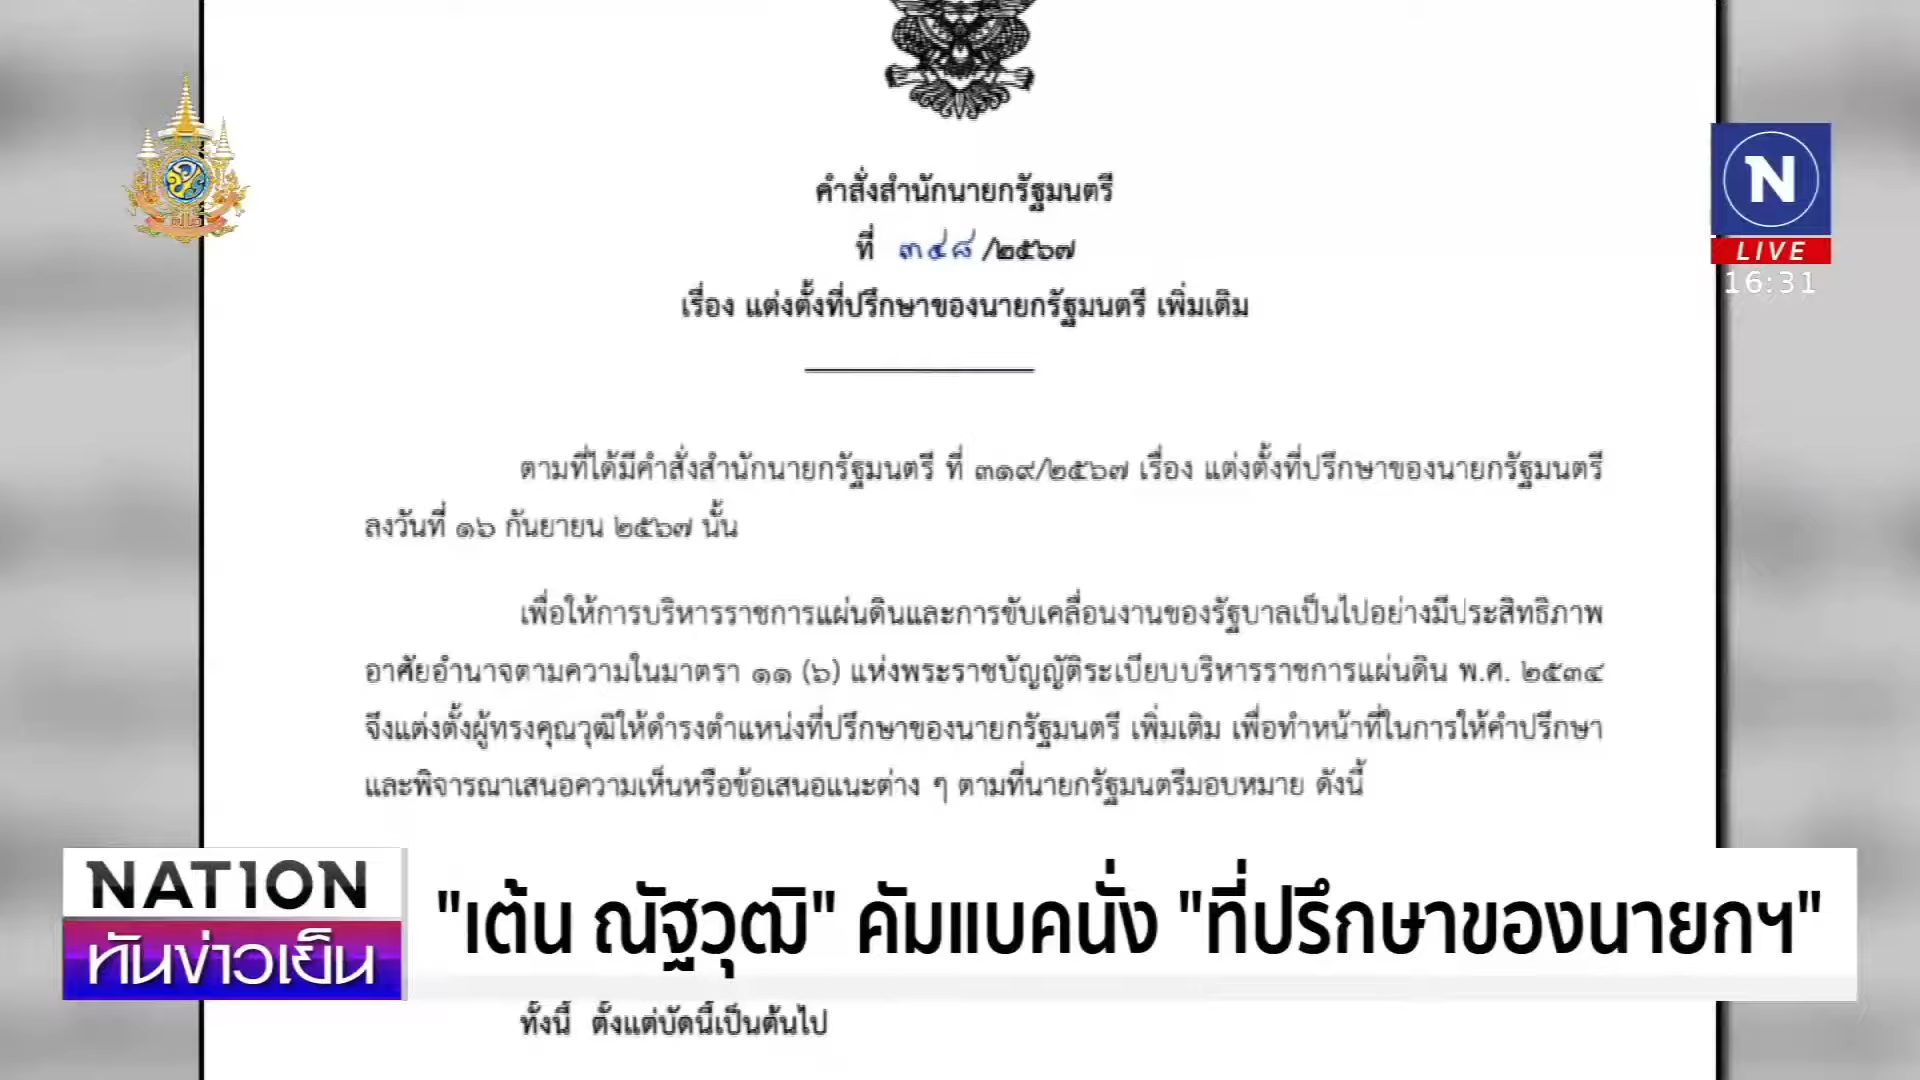 คำสั่งสำนักนายกรัฐมนตรี
ที่ ๓๔๘ /๒๕๖๗
เรื่อง แต่งตั้งที่ปรึกษาของนายกรัฐมนตรี เพิ่มเติม
N
LIVE
16:31
ตามที่ได้มีคำสั่งสำนักนายกรัฐมนตรี ที่ ๓๑๙/๒๕๖๗ เรื่อง แต่งตั้งที่ปรึกษาของนายกรัฐมนตรี
ลงวันที่ ๑๖ กันยายน ๒๕๖๗ นั้น
เพื่อให้การบริหารราชการแผ่นดินและการขับเคลื่อนงานของรัฐบาลเป็นไปอย่างมีประสิทธิภาพ
อาศัยอำนาจตามความในมาตรา ๑๑ (๖) แห่งพระราชบัญญัติระเบียบบริหารราชการแผ่นดิน พ.ศ. ๒๕๓๔
จึงแต่งตั้งผู้ทรงคุณวุฒิให้ดำรงตำแหน่งที่ปรึกษาของนายกรัฐมนตรี เพิ่มเติม เพื่อทำหน้าที่ในการให้คำปรึกษา
และพิจารณาเสนอความเห็นหรือข้อเสนอแนะต่าง ๆ ตามที่นายกรัฐมนตรีมอบหมาย ดังนี้
NATION
ทันข่าวเย็น
"เต้น ณัฐวุฒิ" คัมแบคนั่ง "ที่ปรึกษาของนายกฯ"
ทั้งนี้ ตั้งแต่บัดนี้เป็นต้นไป